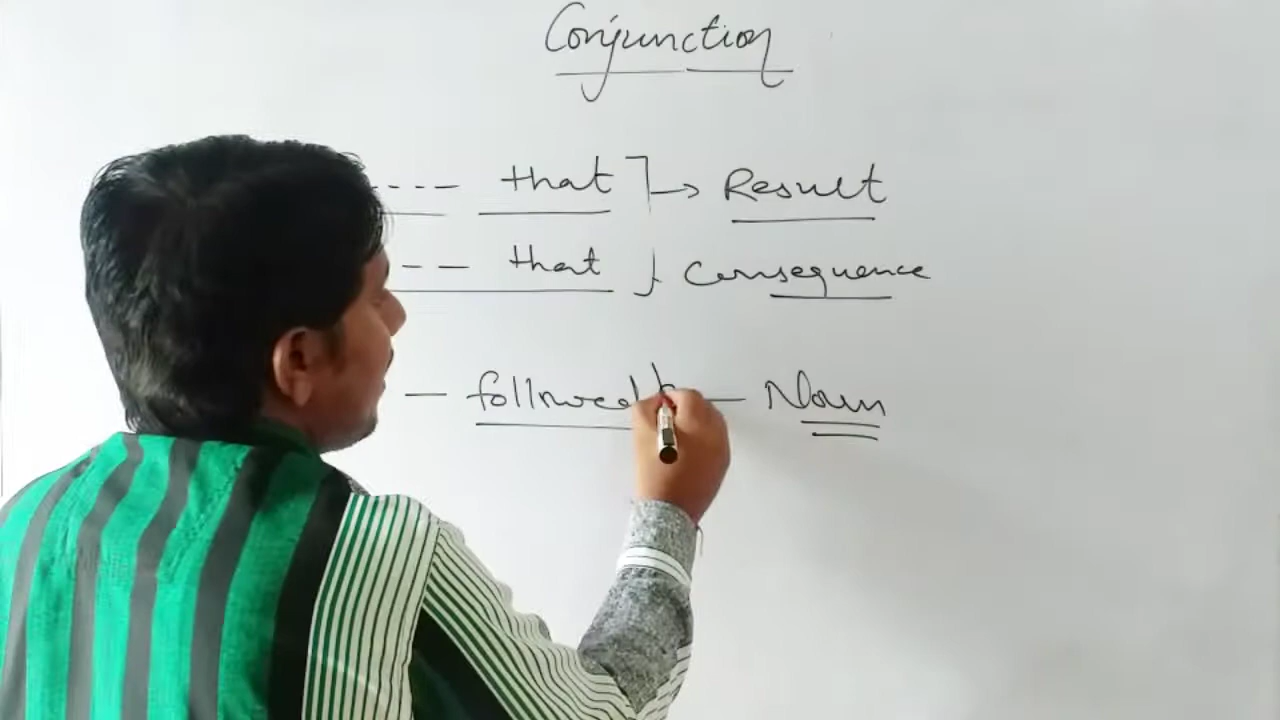 Conjunction
---- that ] → Result
-- that } Consequence
— followed — Noun